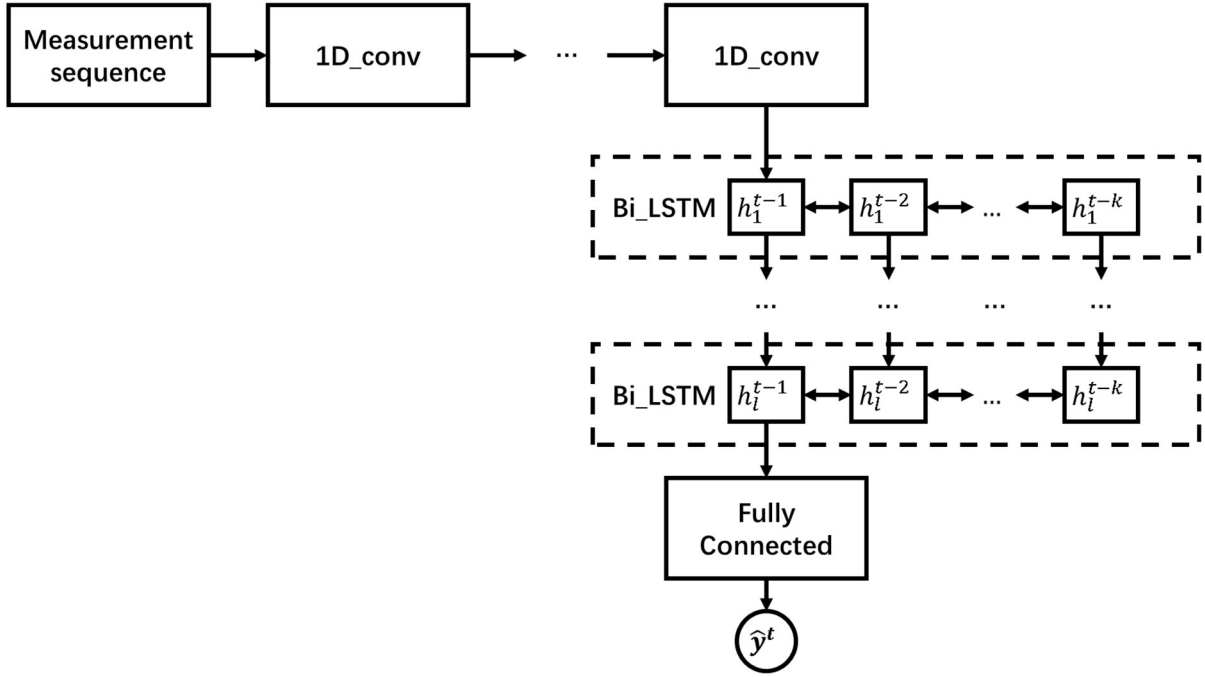 Measurement
sequence
1D_conv
...
1D_conv
Bi_LSTM
h_1^{t−1}
h_1^{t−2}
...
h_1^{t−k}
... ... ... ...
Bi_LSTM
h_l^{t−1}
h_l^{t−2}
...
h_l^{t−k}
Fully
Connected
ŷ^t